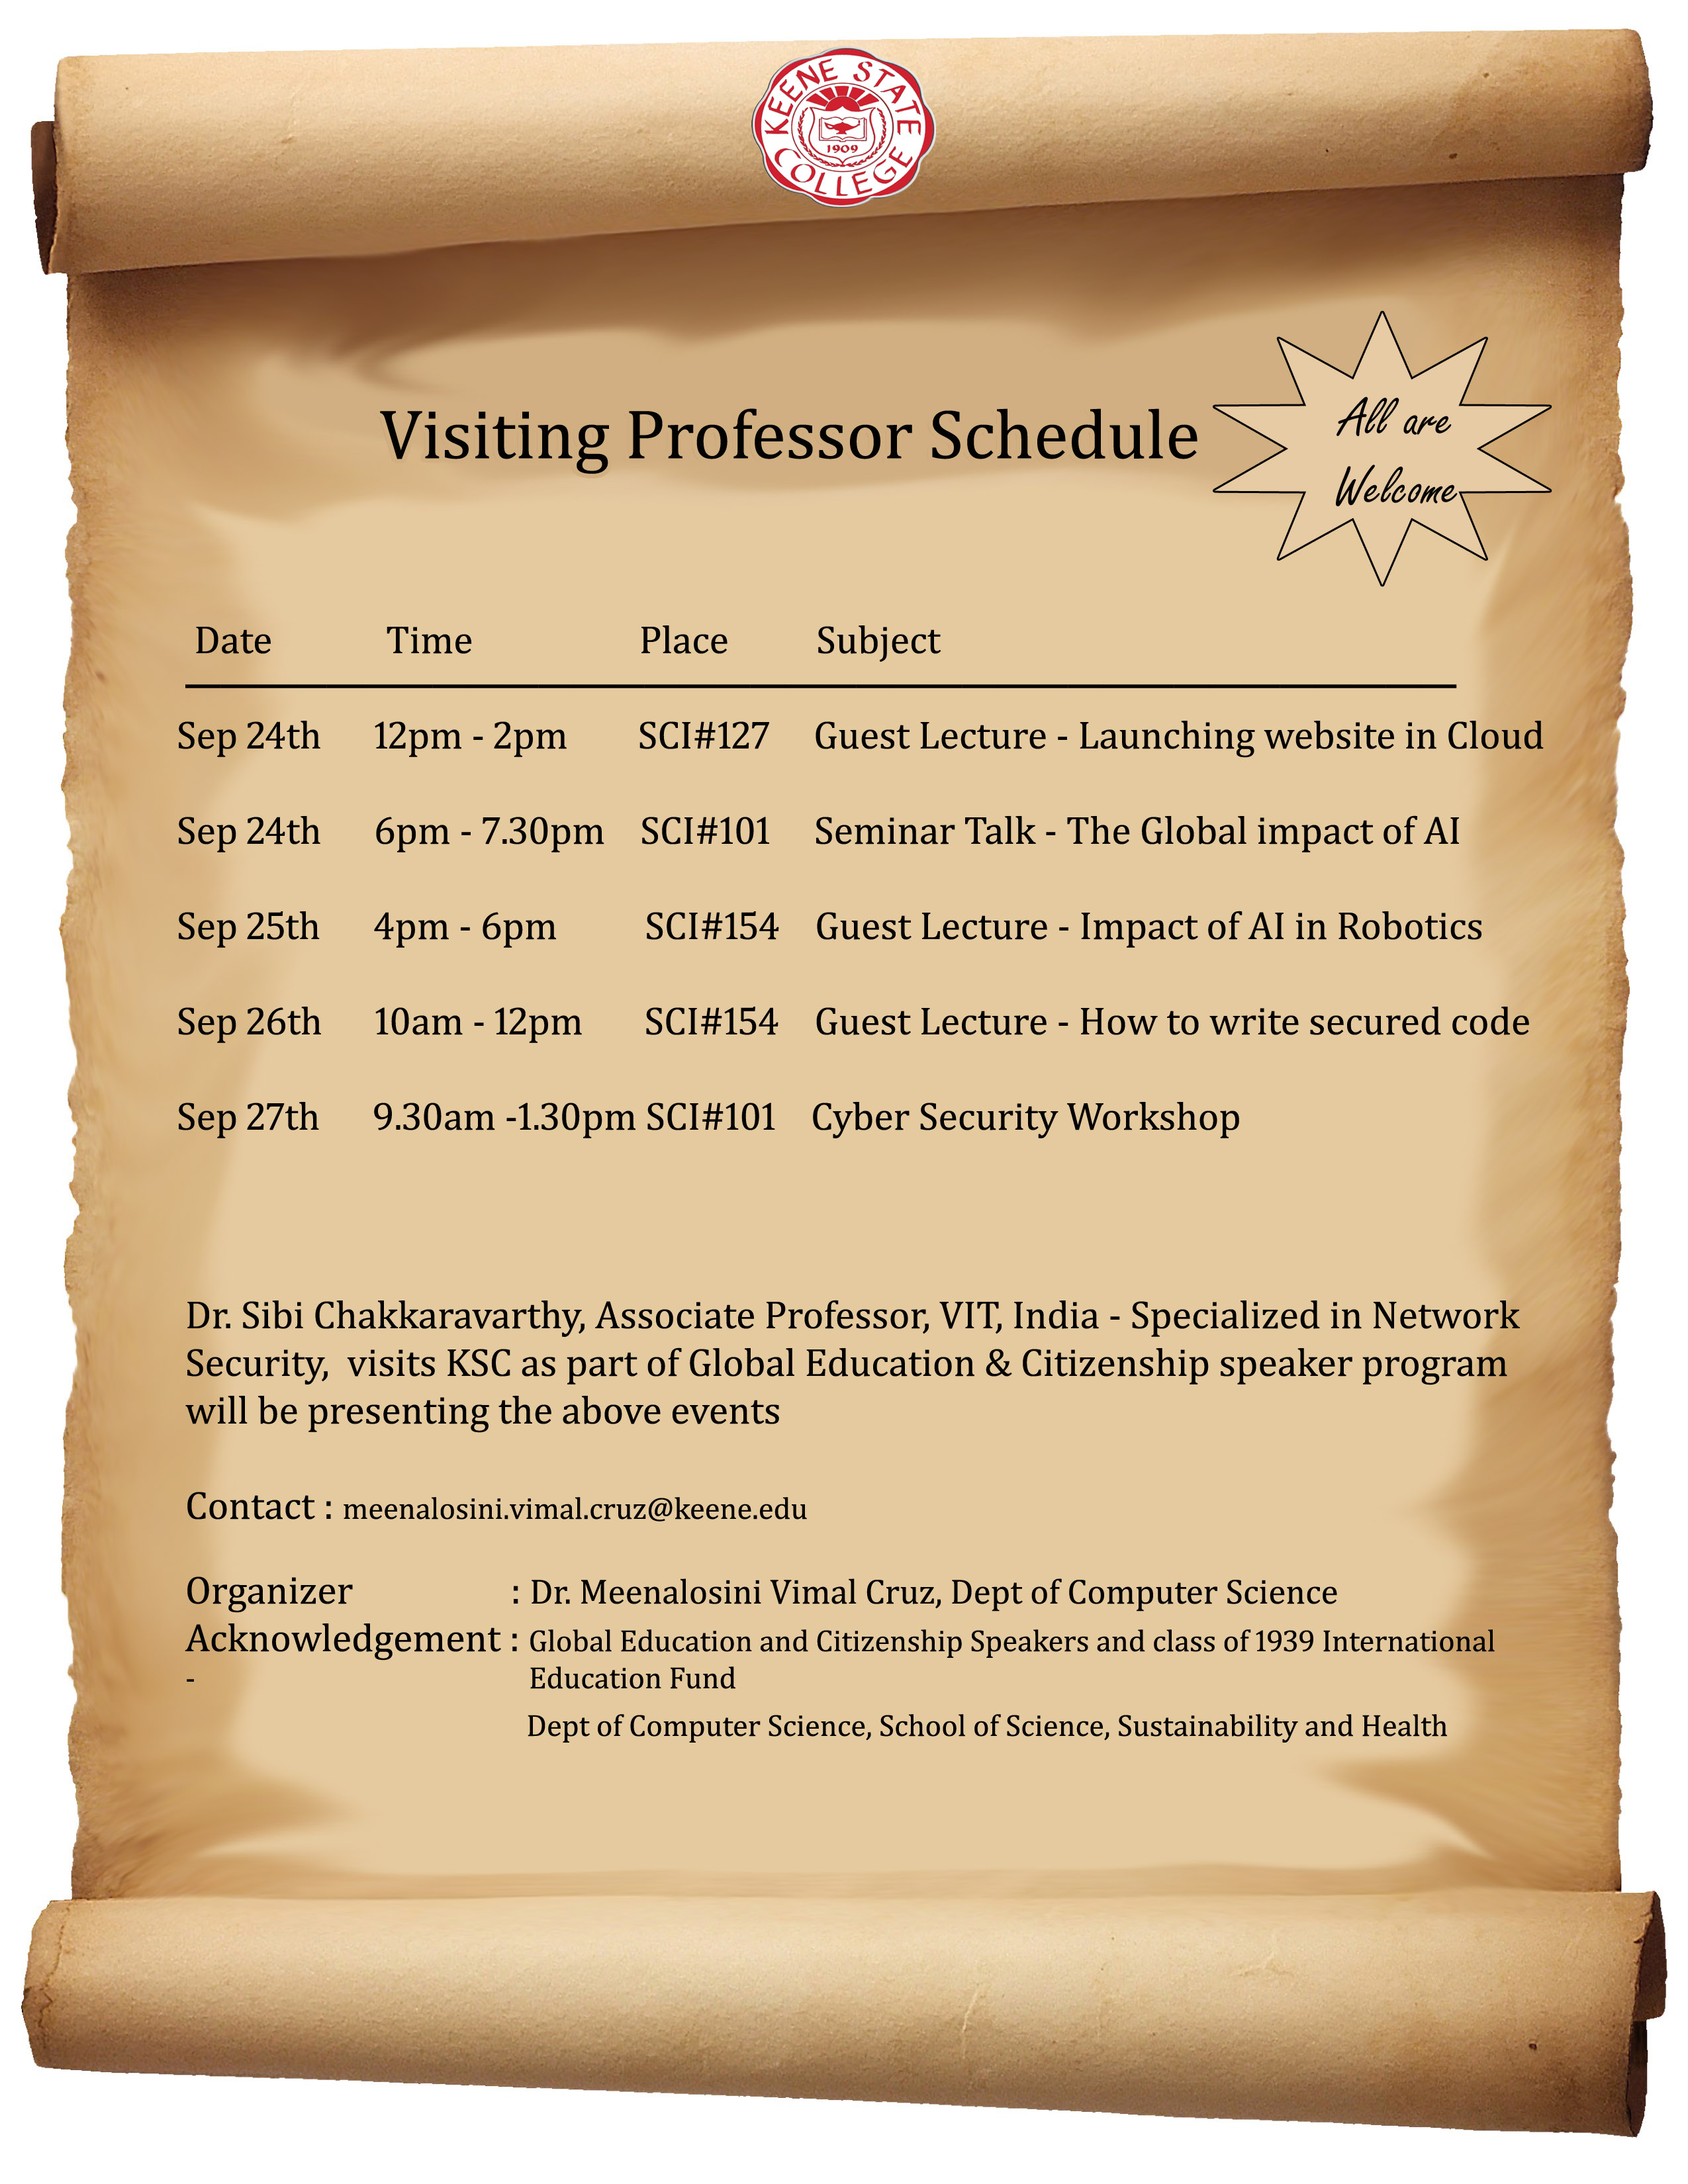 KEENE STATE COLLEGE
1909
Visiting Professor Schedule
All are
Welcome
Date Time Place Subject
Sep 24th 12pm - 2pm SCI#127 Guest Lecture - Launching website in Cloud
Sep 24th 6pm - 7.30pm SCI#101 Seminar Talk - The Global impact of AI
Sep 25th 4pm - 6pm SCI#154 Guest Lecture - Impact of AI in Robotics
Sep 26th 10am - 12pm SCI#154 Guest Lecture - How to write secured code
Sep 27th 9.30am -1.30pm SCI#101 Cyber Security Workshop
Dr. Sibi Chakkaravarthy, Associate Professor, VIT, India - Specialized in Network
Security, visits KSC as part of Global Education & Citizenship speaker program
will be presenting the above events
Contact : meenalosini.vimal.cruz@keene.edu
Organizer : Dr. Meenalosini Vimal Cruz, Dept of Computer Science
Acknowledgement : Global Education and Citizenship Speakers and class of 1939 International
- Education Fund
Dept of Computer Science, School of Science, Sustainability and Health